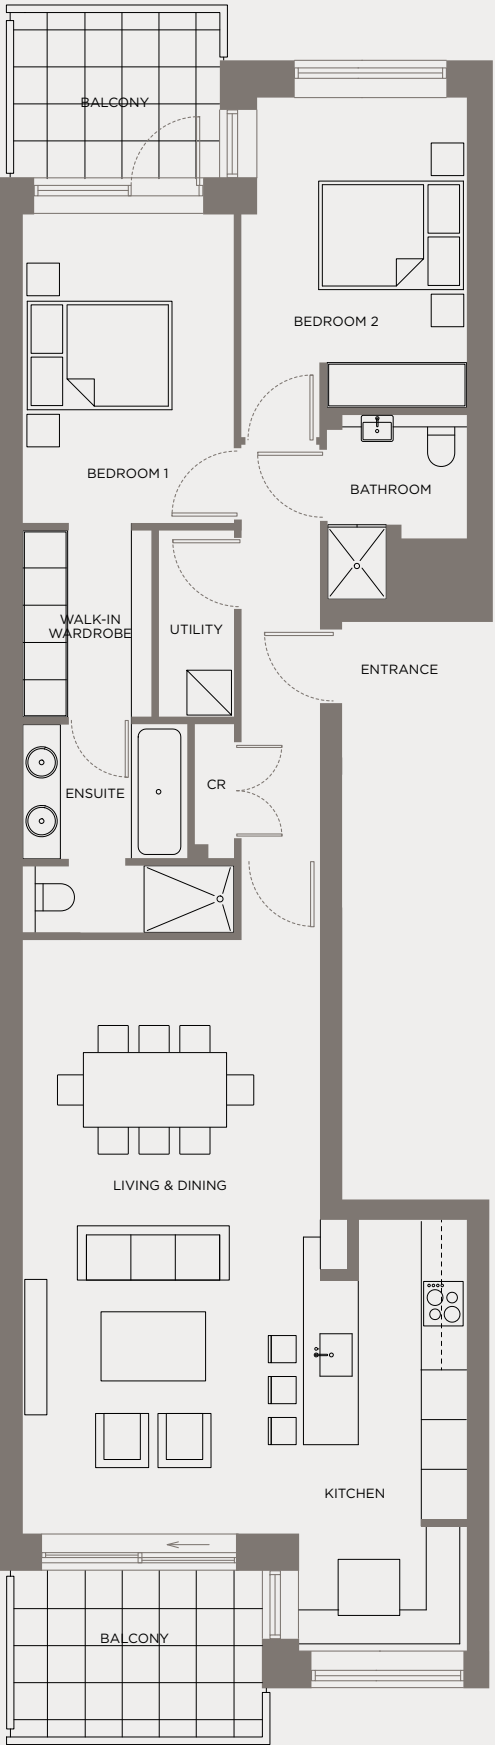 BALCONY
BEDROOM 2
BEDROOM 1
BATHROOM
WALK-IN
WARDROBE
UTILITY
ENTRANCE
CR
ENSUITE
LIVING & DINING
KITCHEN
BALCONY